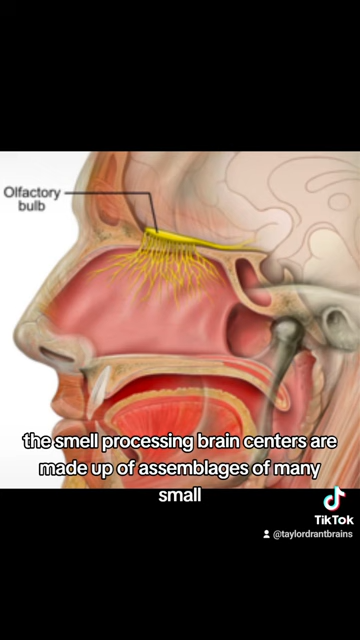 Olfactory
bulb
the smell processing brain centers are
made up of assemblages of many
small
TikTok
@taylordrantbrains